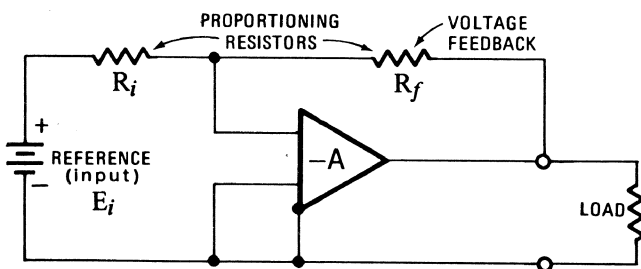 PROPORTIONING
RESISTORS
VOLTAGE
FEEDBACK
Ri
Rf
+
REFERENCE
(input)
Ei
−
−A
LOAD